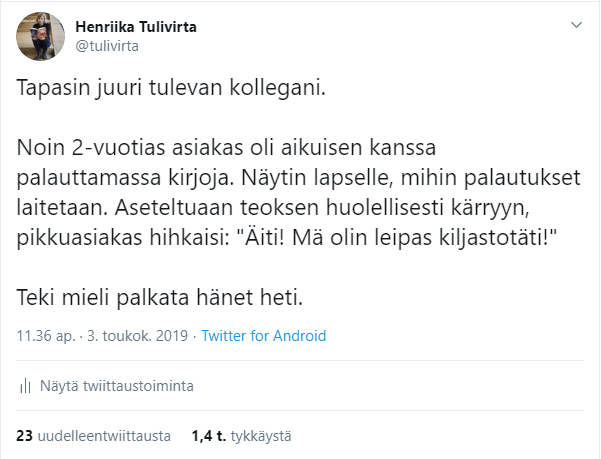 Henriika Tulivirta
@tulivirta
Tapasin juuri tulevan kollegani.
Noin 2-vuotias asiakas oli aikuisen kanssa
palauttamassa kirjoja. Näytin lapselle, mihin palautukset
laitetaan. Aseteltuaan teoksen huolellisesti kärryyn,
pikkuasiakas hihkaisi: "Äiti! Mä olin leipas kiljastotäti!"
Teki mieli palkata hänet heti.
11.36 ap. · 3. toukok. 2019 · Twitter for Android
Näytä twiittaustoiminta
23 uudelleentwiittausta 1,4 t. tykkäystä